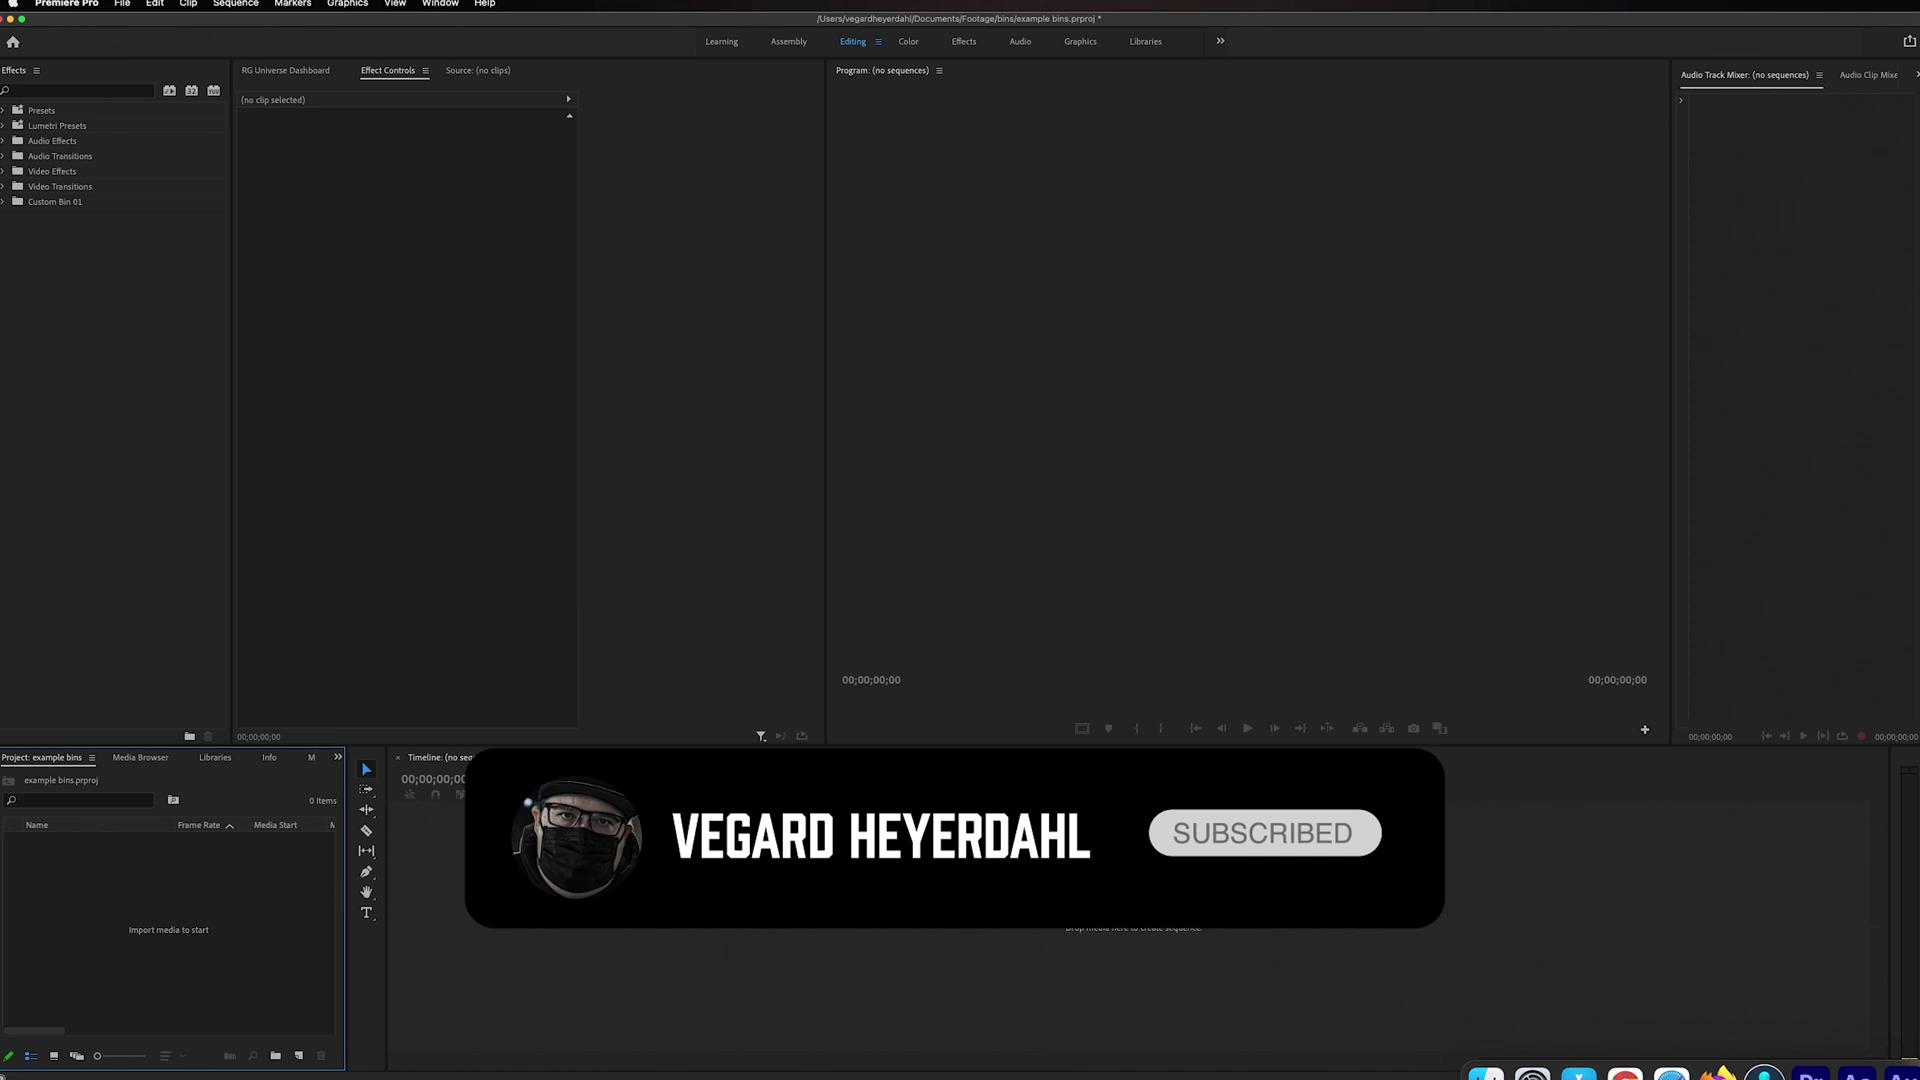 Premiere Pro File Edit Clip Sequence Markers Graphics View Window Help
/Users/vegardheyerdahl/Documents/Footage/bins/example bins.prproj *
Learning Assembly Editing Color Effects Audio Graphics Libraries
Effects
Presets
Lumetri Presets
Audio Effects
Audio Transitions
Video Effects
Video Transitions
Custom Bin 01
RG Universe Dashboard Effect Controls Source: (no clips)
(no clip selected)
00;00;00;00
Program: (no sequences)
00;00;00;00 00;00;00;00
Audio Track Mixer: (no sequences) Audio Clip Mixe
00;00;00;00 00;00;00;00
Project: example bins Media Browser Libraries Info M
example bins.prproj
0 Items
Name Frame Rate Media Start M
Import media to start
Timeline: (no seq
00;00;00;00
VEGARD HEYERDAHL
SUBSCRIBED
Drop media here to create sequence.